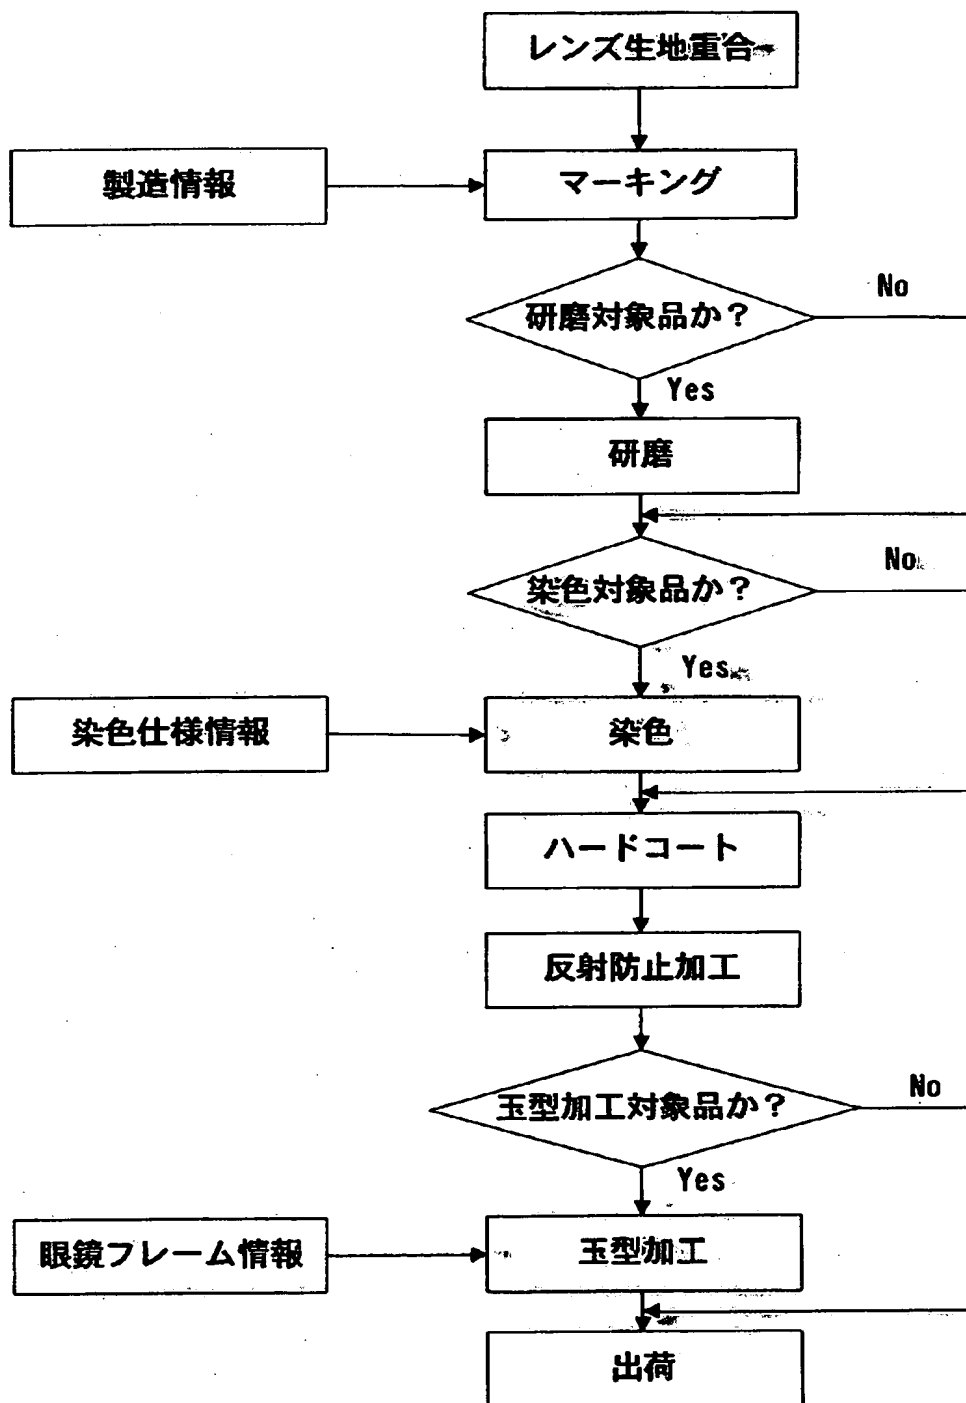 レンズ生地重合
製造情報
マーキング
研磨対象品か？
No
Yes
研磨
染色対象品か？
No
Yes
染色仕様情報
染色
ハードコート
反射防止加工
玉型加工対象品か？
No
Yes
眼鏡フレーム情報
玉型加工
出荷